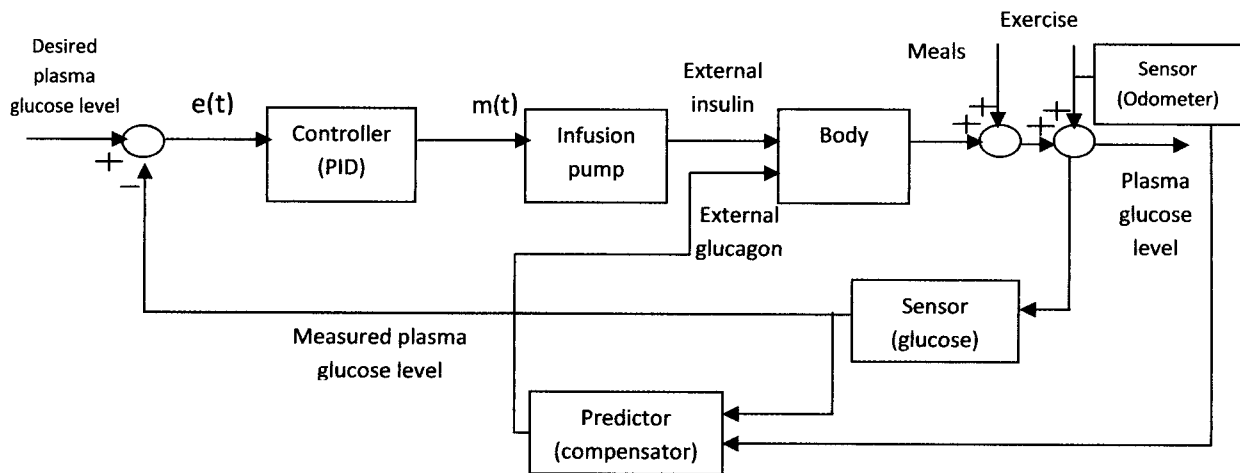 Exercise
Meals
Desired
plasma
glucose level
e(t)
m(t)
External
insulin
Sensor
(Odometer)
Controller
(PID)
Infusion
pump
Body
+
−
+
+
+
+
Plasma
glucose
level
External
glucagon
Sensor
(glucose)
Measured plasma
glucose level
Predictor
(compensator)